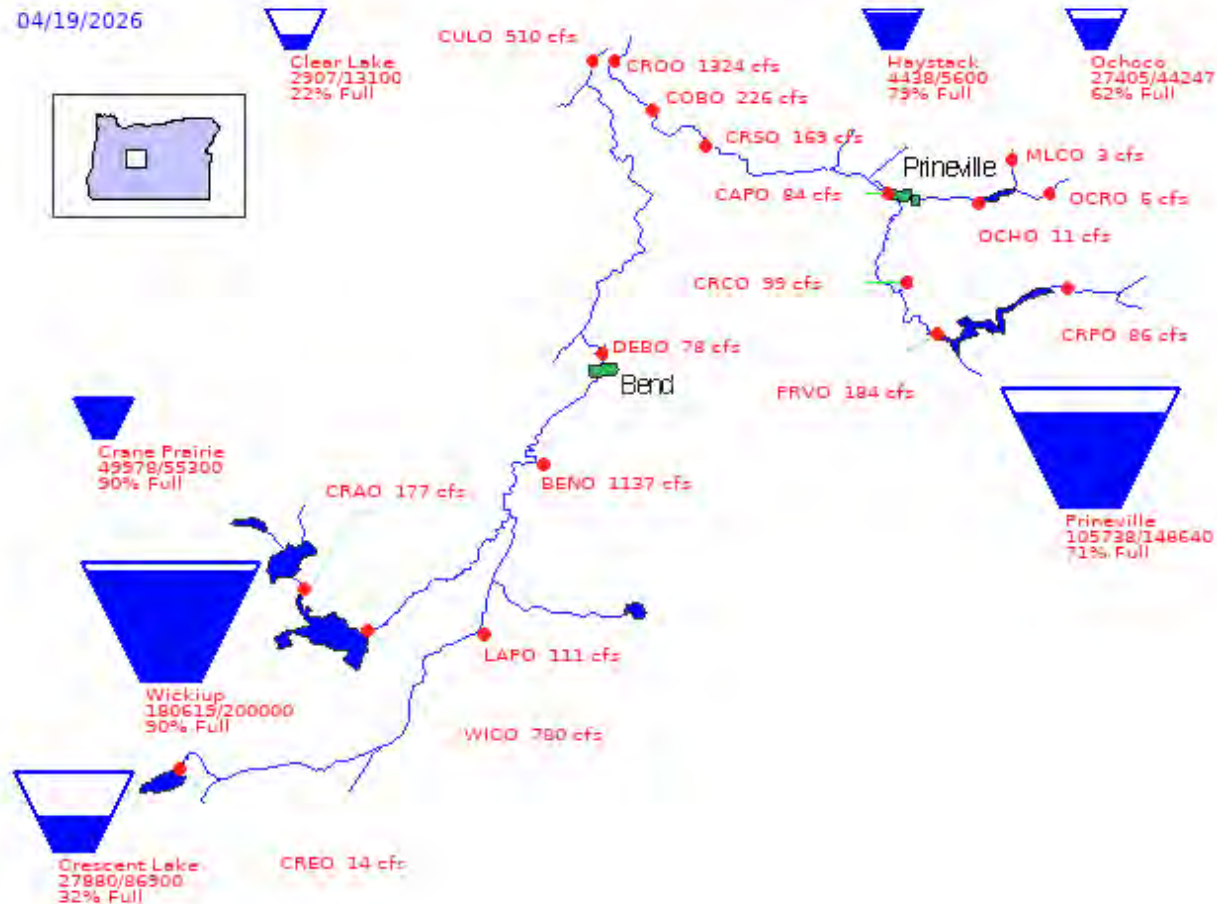 04/19/2026
Clear Lake
2907/13100
22% Full
CULO 510 cfs
CROO 1324 cfs
Haystack
4438/5600
79% Full
Ochoco
27405/44247
62% Full
COBO 226 cfs
CRSO 163 cfs
Prineville
MLCO 3 cfs
CAPO 84 cfs
OCRO 6 cfs
OCHO 11 cfs
CRCO 99 cfs
CRPO 86 cfs
DEBO 78 cfs
Bend
PRVO 184 cfs
Crane Prairie
49978/55300
90% Full
CRAO 177 cfs
BENO 1137 cfs
Prineville
105738/148640
71% Full
LAPO 111 cfs
Wickiup
180615/200000
90% Full
WICO 780 cfs
Crescent Lake
27880/86900
32% Full
CREO 14 cfs